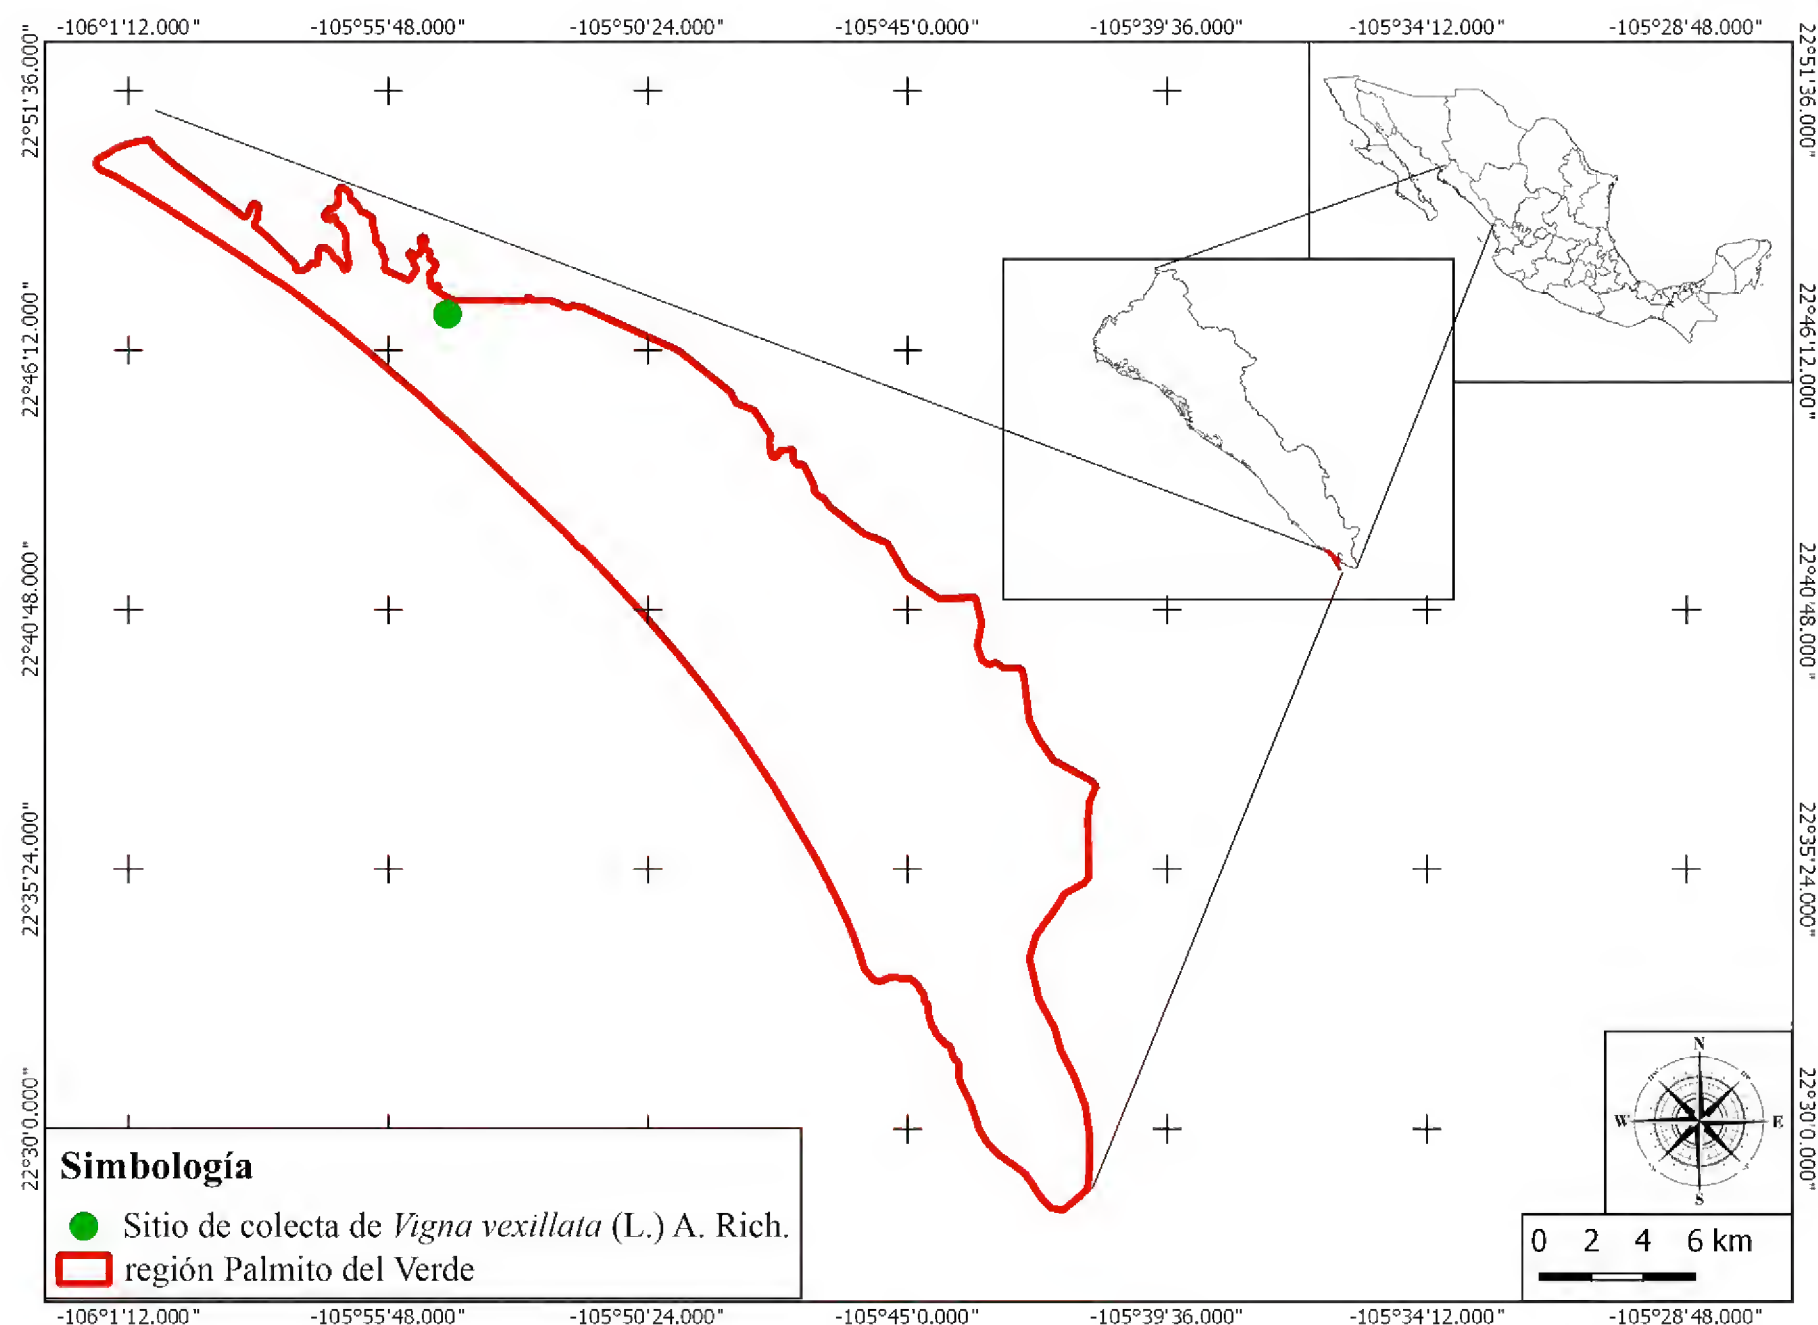 -106°1'12.000" -105°55'48.000" -105°50'24.000" -105°45'0.000" -105°39'36.000" -105°34'12.000" -105°28'48.000"
22°51'36.000"
22°46'12.000"
22°40'48.000"
22°35'24.000"
22°30'0.000"
22°51'36.000"
22°46'12.000"
22°40'48.000"
22°35'24.000"
22°30'0.000"
N
W E
S
Simbología
Sitio de colecta de Vigna vexillata (L.) A. Rich.
región Palmito del Verde
0 2 4 6 km
-106°1'12.000" -105°55'48.000" -105°50'24.000" -105°45'0.000" -105°39'36.000" -105°34'12.000" -105°28'48.000"